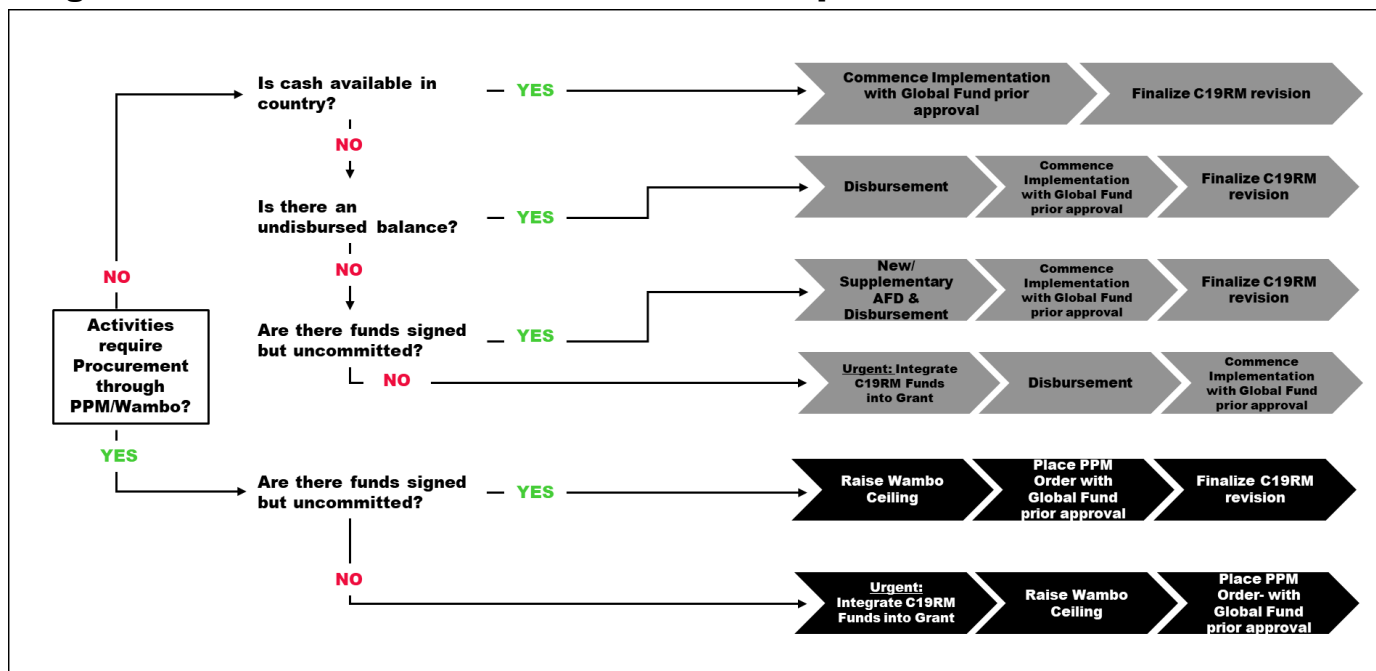 Is cash available in
country?
YES
Commence Implementation
with Global Fund prior
approval
Finalize C19RM revision
NO
Is there an
undisbursed balance?
YES
Disbursement
Commence
Implementation
with Global Fund
prior approval
Finalize C19RM
revision
NO
NO
Are there funds signed
but uncommitted?
YES
New/
Supplementary
AFD &
Disbursement
Commence
Implementation
with Global Fund
prior approval
Finalize C19RM
revision
Activities
require
Procurement
through
PPM/Wambo?
NO
Urgent: Integrate
C19RM Funds
into Grant
Disbursement
Commence
Implementation
with Global Fund
prior approval
YES
Are there funds signed
but uncommitted?
YES
Raise Wambo
Ceiling
Place PPM
Order with
Global Fund
prior approval
Finalize C19RM
revision
NO
Urgent:
Integrate C19RM
Funds into Grant
Raise Wambo
Ceiling
Place PPM
Order- with
Global Fund
prior approval